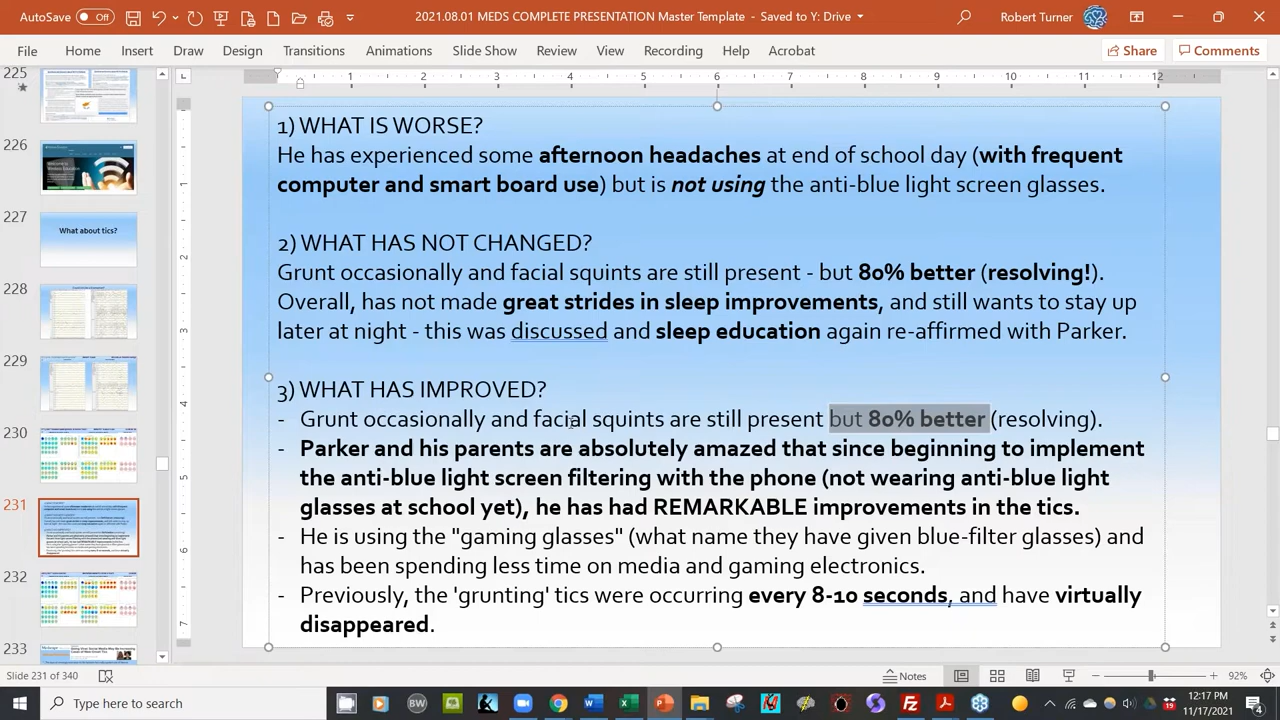 AutoSave Off
2021.08.01 MEDS COMPLETE PRESENTATION Master Template - Saved to Y: Drive
Robert Turner
File Home Insert Draw Design Transitions Animations Slide Show Review View Recording Help Acrobat Share Comments
2 1 8 10 11 12
226
227
What about tics?
228
229
230
231
1) WHAT IS WORSE?
He has experienced some afternoon headaches at end of school day (with frequent
computer and smart board use) but is not using the anti-blue light screen glasses.
2) WHAT HAS NOT CHANGED?
Grunt occasionally and facial squints are still present - but 80% better (resolving!).
Overall, has not made great strides in sleep improvements, and still wants to stay up
later at night - this was discussed and sleep education again re-affirmed with Parker.
3) WHAT HAS IMPROVED?
- Grunt occasionally and facial squints are still present but 80% better (resolving).
- Parker and his parents are absolutely amazed that since beginning to implement
the anti-blue light screen filtering with the phone (not wearing anti-blue light
glasses at school yet), he has had REMARKABLE improvement in the tics.
He is using the "gaming glasses" (what name they have given blue filter glasses) and
has been spending less time on media and gaming electronics.
- Previously, the 'grunting' tics were occurring every 8-10 seconds, and have virtually
disappeared.
Slide 231 of 340
Notes
92%
Type here to search
12:17 PM
11/17/2021